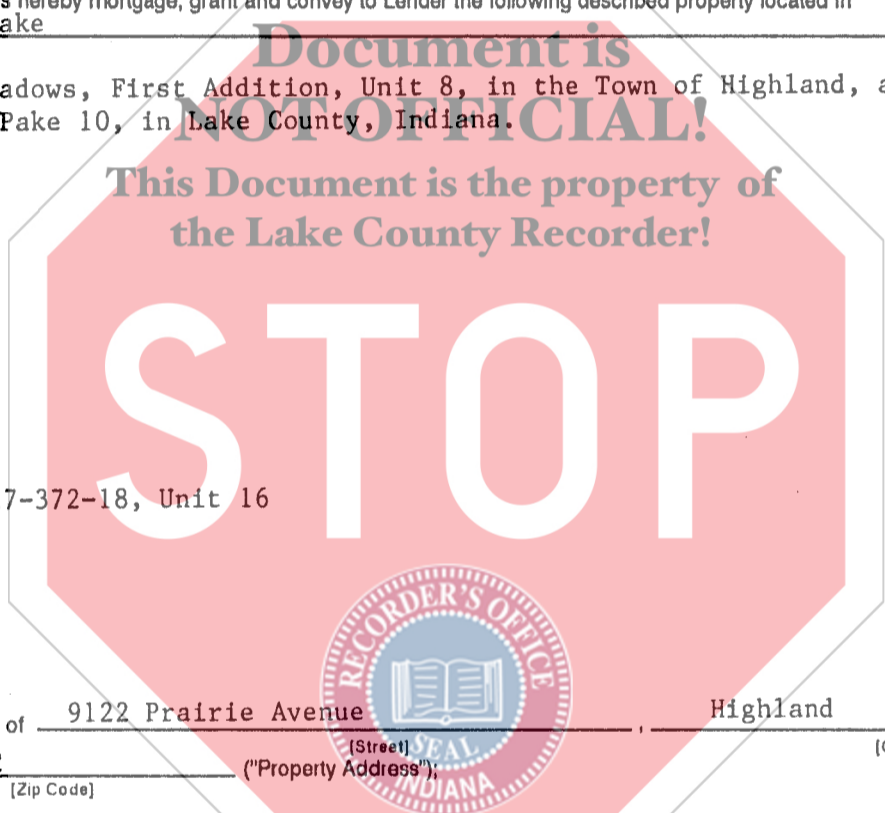 s hereby mortgage, grant and convey to Lender the following described property located in
ake
Document is
adows, First Addition, Unit 8, in the Town of Highland, a
NOT OFFICIAL!
Pake 10, in Lake County, Indiana.
This Document is the property of
the Lake County Recorder!
STOP
7-372-18, Unit 16
RECORDER'S OFFICE
of 9122 Prairie Avenue , Highland
[Street]
SEAL
("Property Address");
[Zip Code]
INDIANA